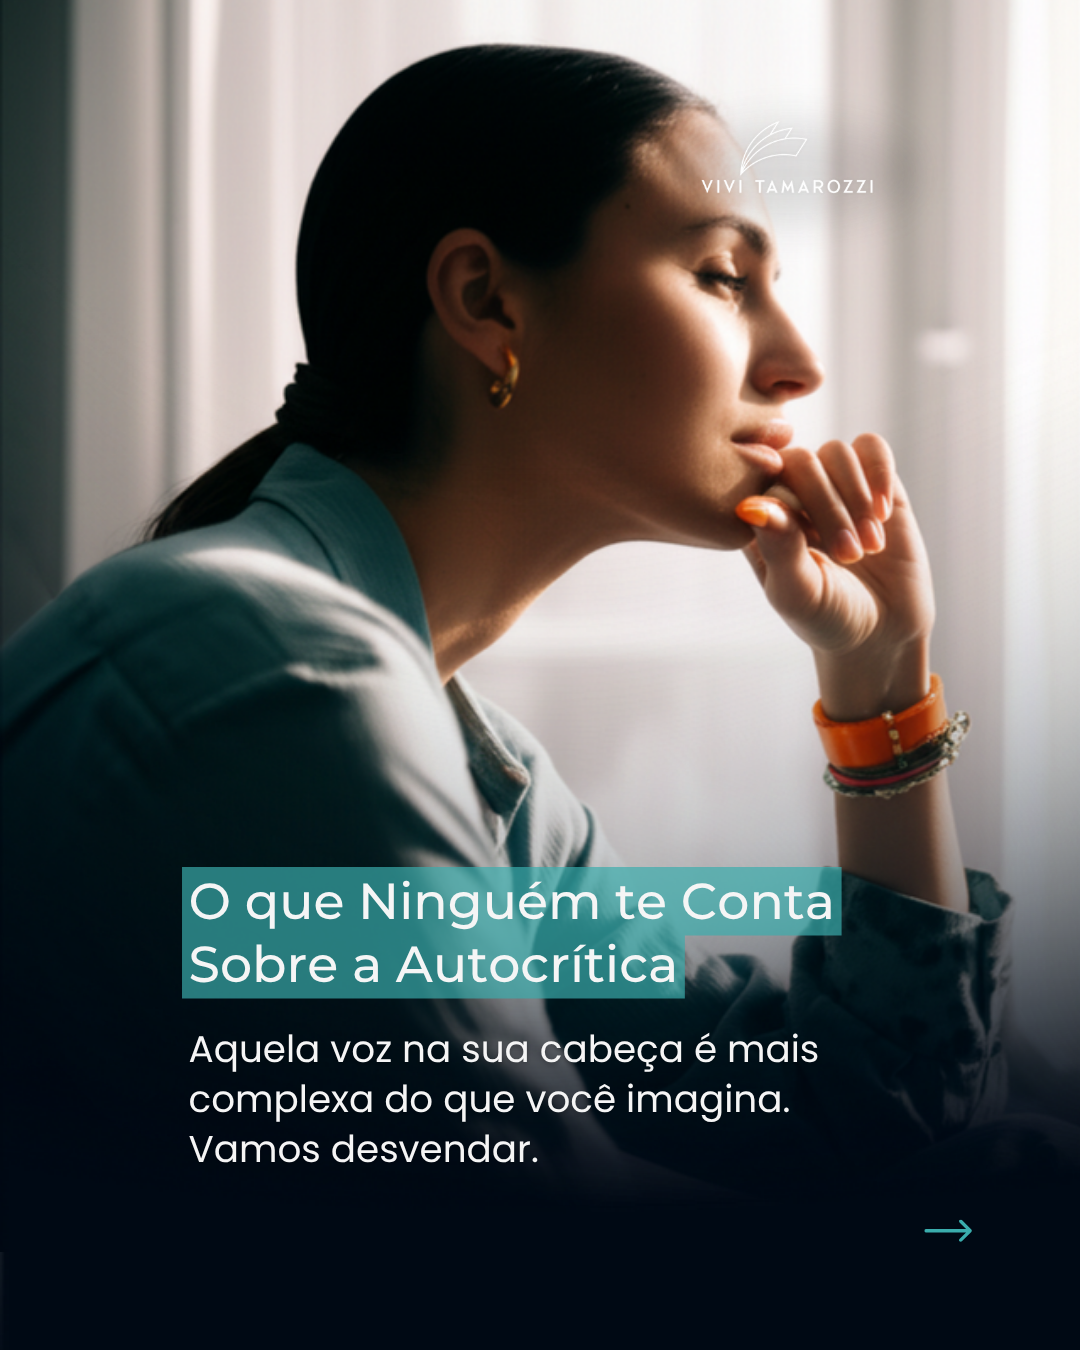 VIVI TAMAROZZI
O que Ninguém te Conta
Sobre a Autocrítica
Aquela voz na sua cabeça é mais
complexa do que você imagina.
Vamos desvendar.